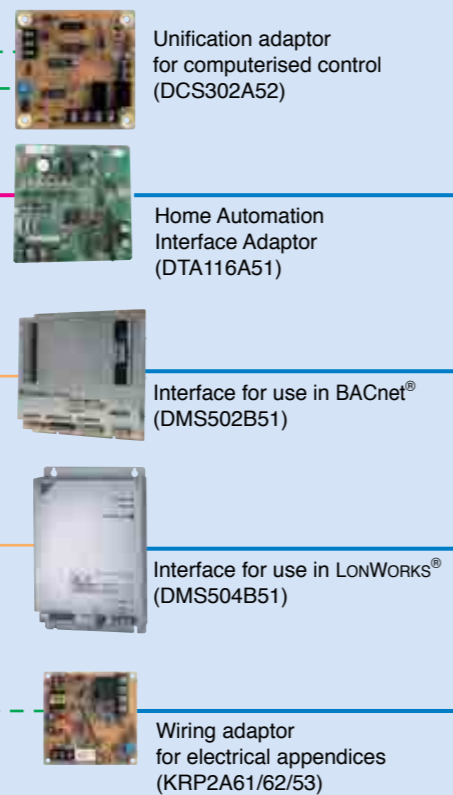 Unification adaptor
for computerised control
(DCS302A52)
Home Automation
Interface Adaptor
(DTA116A51)
Interface for use in BACnet®
(DMS502B51)
Interface for use in LONWORKS®
(DMS504B51)
Wiring adaptor
for electrical appendices
(KRP2A61/62/53)